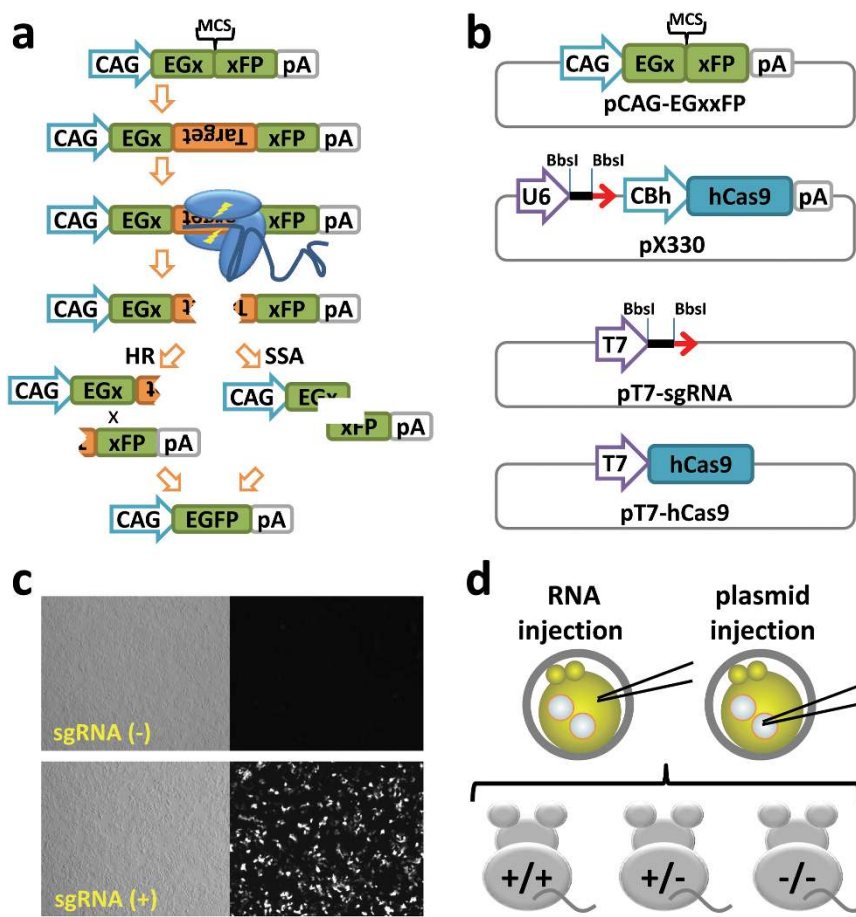 a
MCS
CAG EGx xFP pA
CAG EGx Target xFP pA
CAG EGx xFP pA
CAG EGx xFP pA
HR SSA
CAG EGx
x
xFP pA
CAG EGx
xFP pA
CAG EGFP pA
b
MCS
CAG EGx xFP pA
pCAG-EGxxFP
BbsI BbsI
U6 CBh hCas9 pA
pX330
BbsI BbsI
T7
pT7-sgRNA
T7 hCas9
pT7-hCas9
c
sgRNA (-)
sgRNA (+)
d
RNA injection
plasmid injection
+/+ +/- -/-